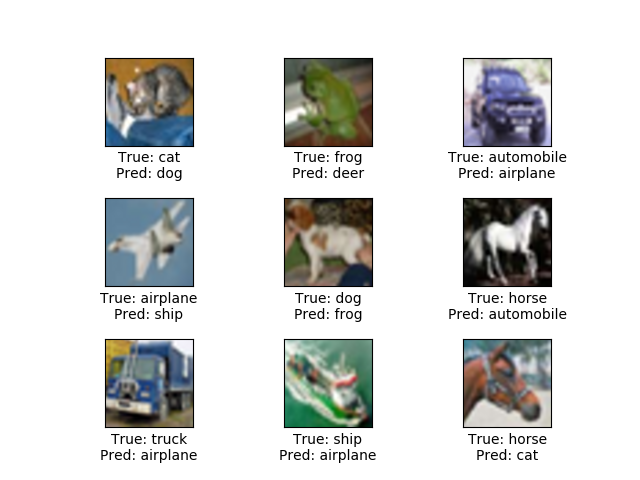 True: cat
Pred: dog
True: frog
Pred: deer
True: automobile
Pred: airplane
True: airplane
Pred: ship
True: dog
Pred: frog
True: horse
Pred: automobile
True: truck
Pred: airplane
True: ship
Pred: airplane
True: horse
Pred: cat